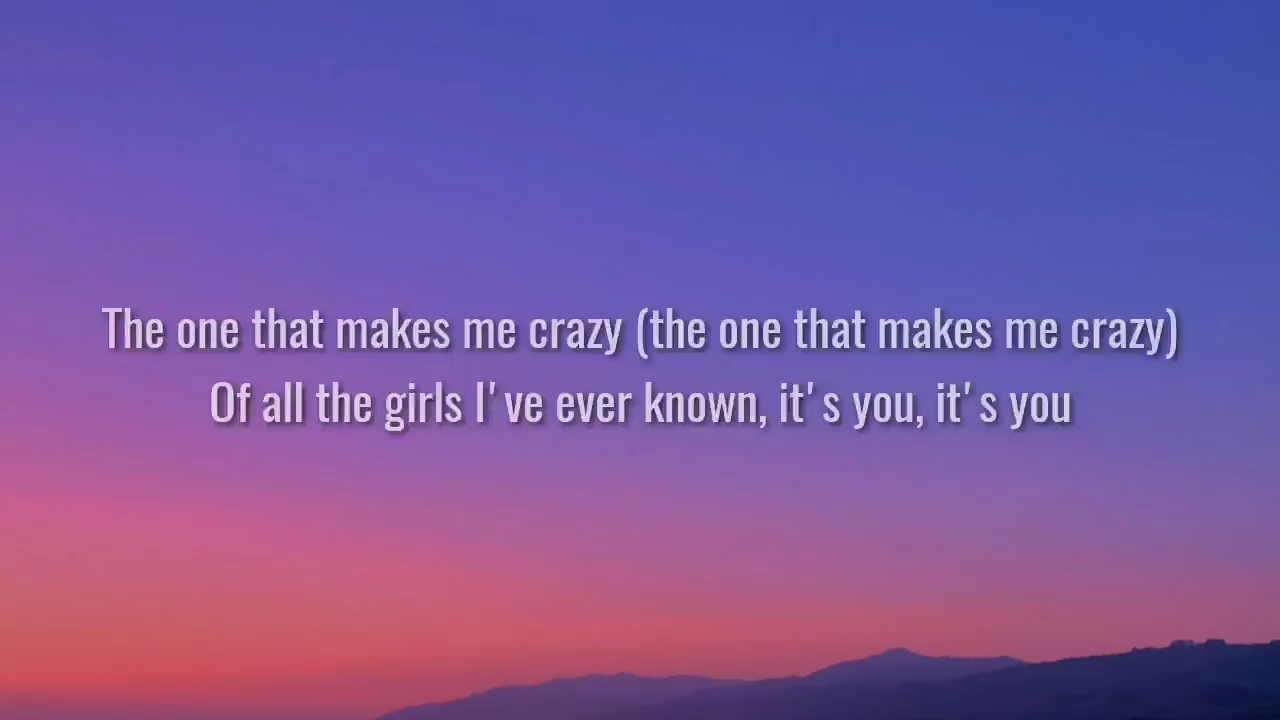 The one that makes me crazy (the one that makes me crazy)
Of all the girls I've ever known, it's you, it's you